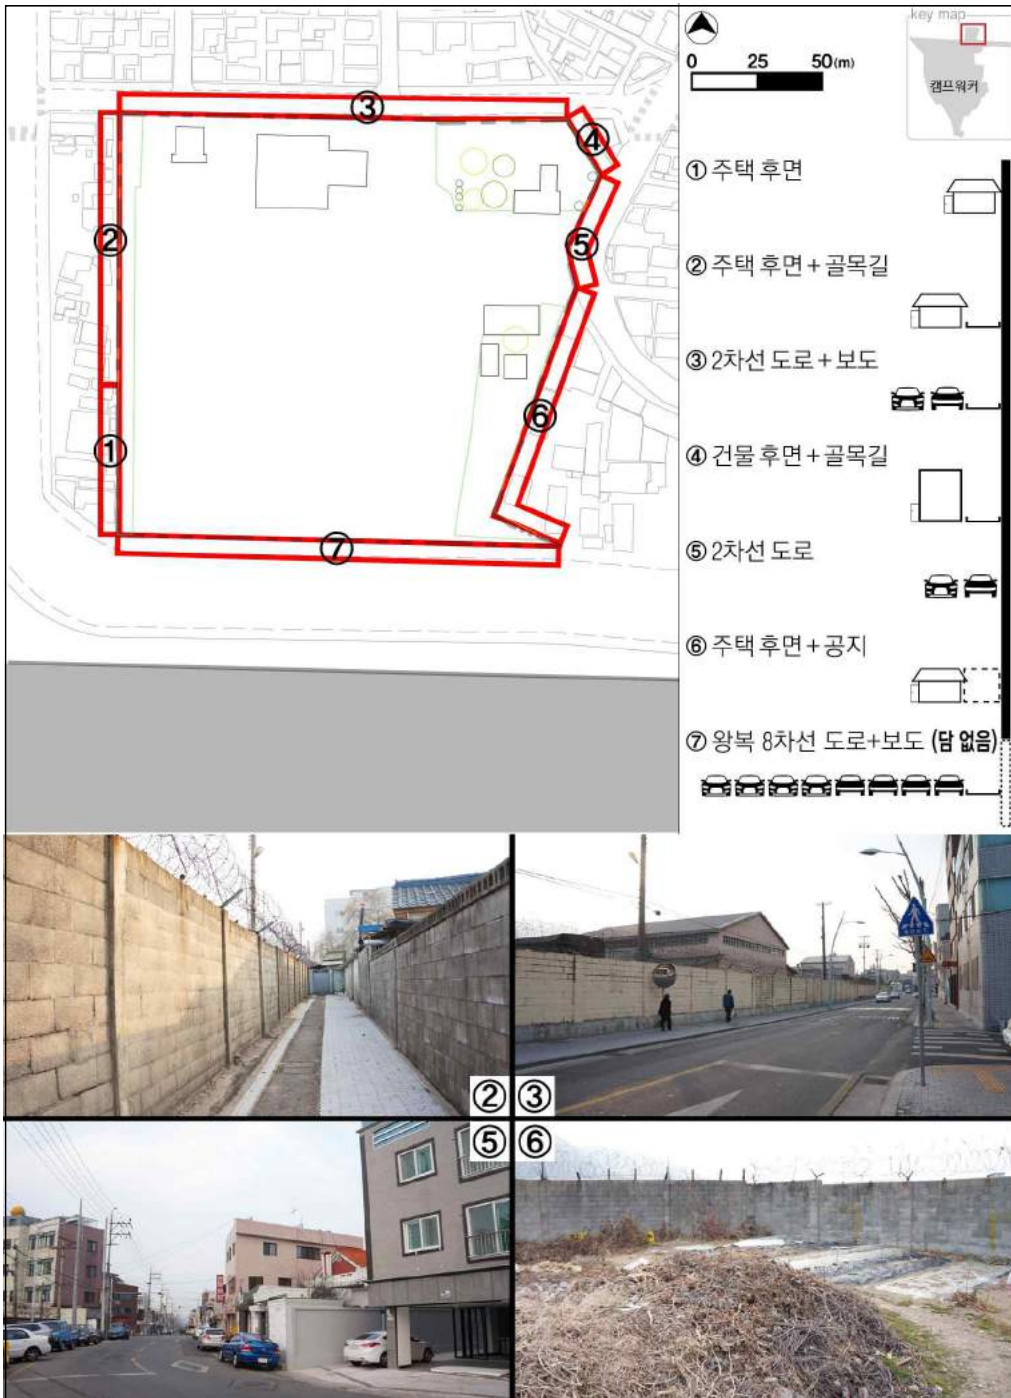 key map
0 25 50(m)
캠프워커
③
④
② 
⑤
①
⑥
⑦
① 주택 후면
② 주택 후면 + 골목길
③ 2차선 도로 + 보도
④ 건물 후면 + 골목길
⑤ 2차선 도로
⑥ 주택 후면 + 공지
⑦ 왕복 8차선 도로+보도 (담 없음)
② ③
⑤ ⑥